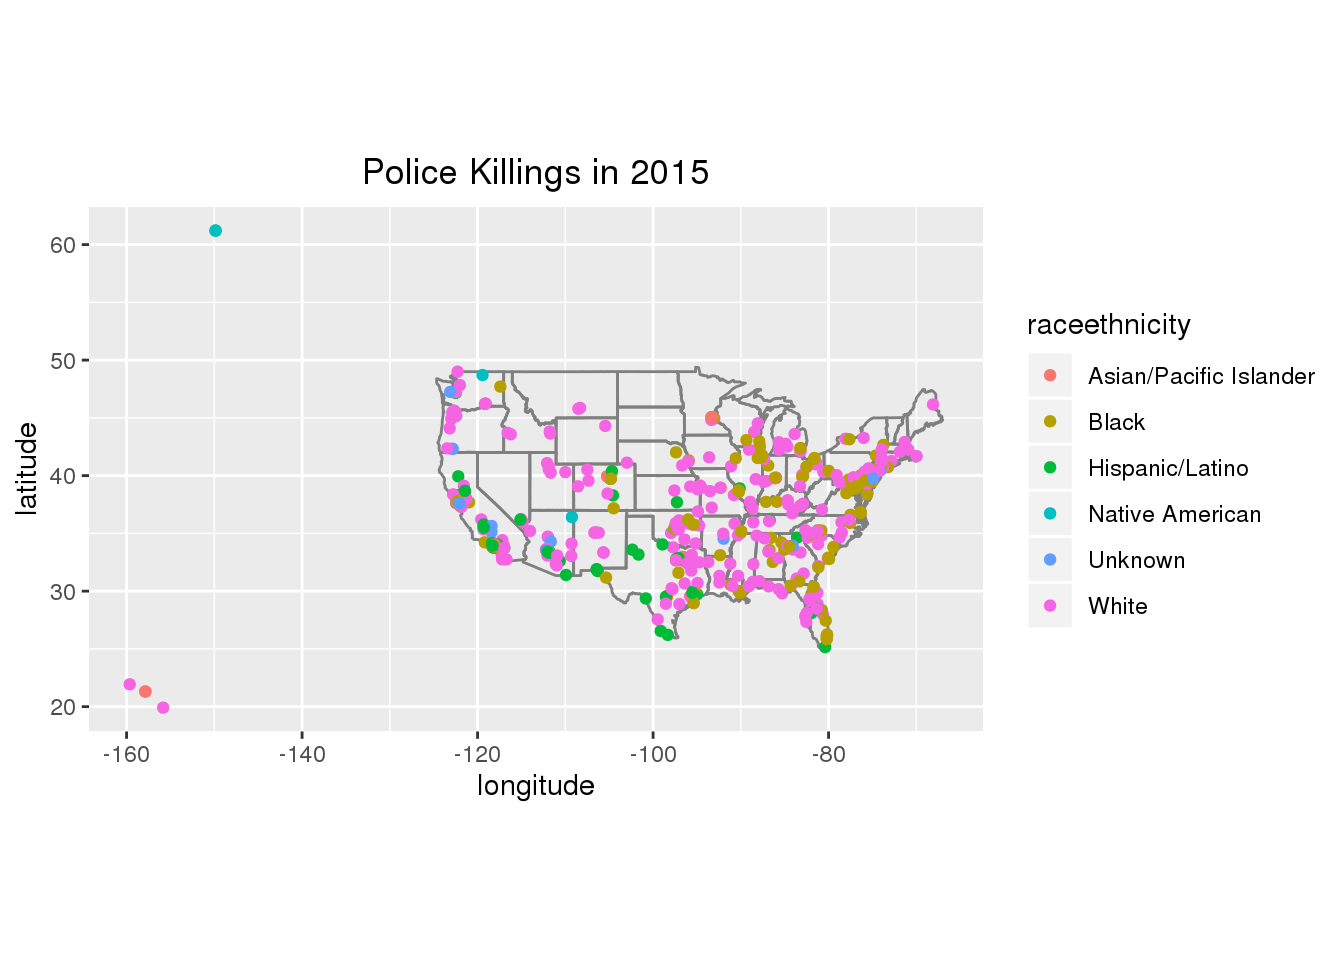 Police Killings in 2015
60
50
40
30
20
latitude
-160
-140
-120
-100
-80
longitude
raceethnicity
Asian/Pacific Islander
Black
Hispanic/Latino
Native American
Unknown
White